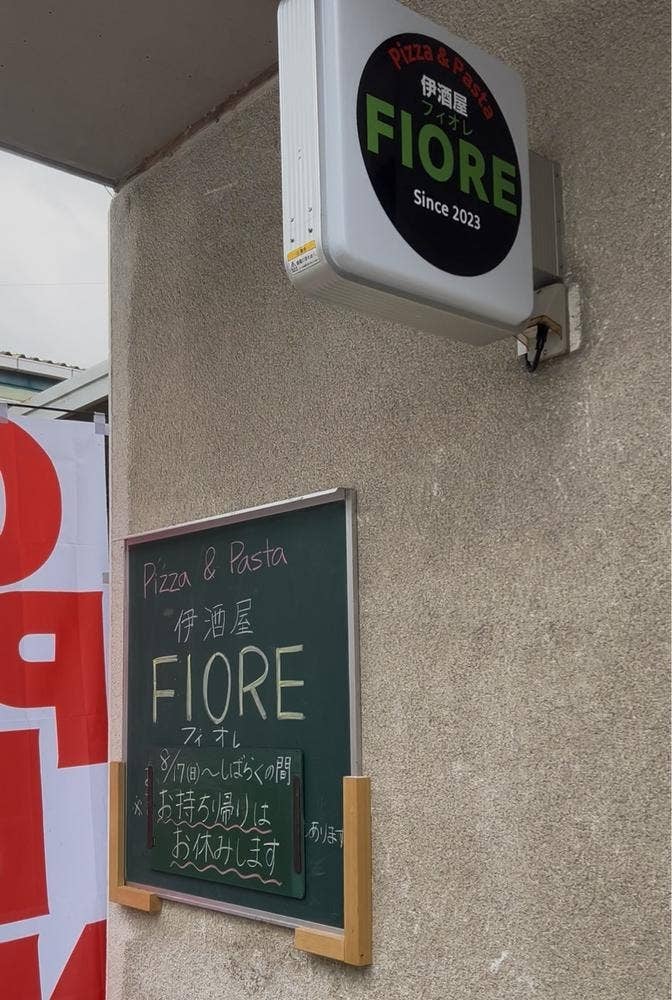 Pizza & Pasta
伊酒屋
フィオレ
FIORE
Since 2023
Pizza & Pasta
伊酒屋
FIORE
フィオレ
8/17(日)〜しばらくの間
お持ち帰りは
お休みします
※
あります